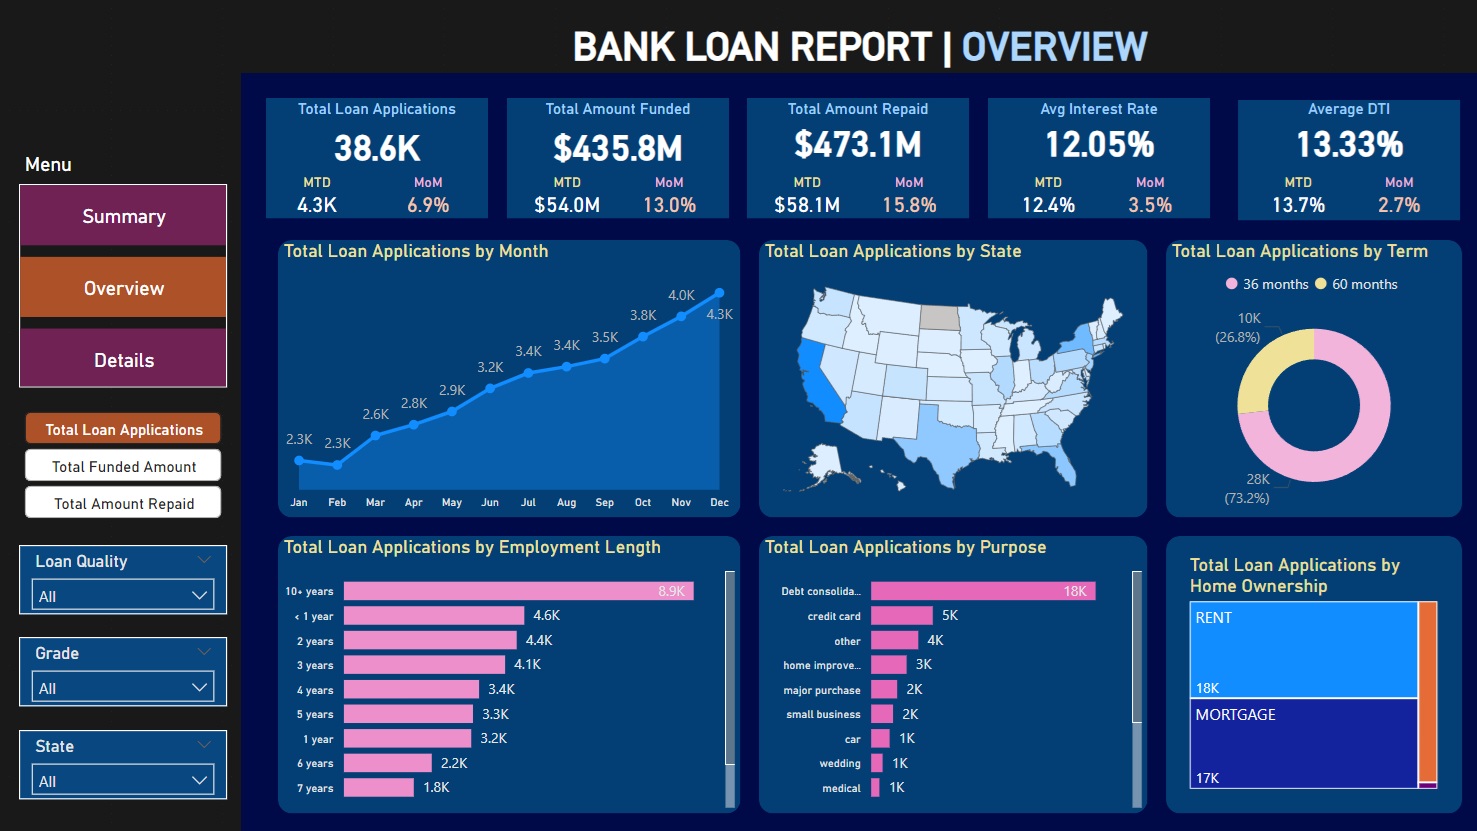 BANK LOAN REPORT | OVERVIEW
Menu
Summary
Overview
Details
Total Loan Applications
Total Funded Amount
Total Amount Repaid
Loan Quality
All
Grade
All
State
All
Total Loan Applications
38.6K
MTD MoM
4.3K 6.9%
Total Amount Funded
$435.8M
MTD MoM
$54.0M 13.0%
Total Amount Repaid
$473.1M
MTD MoM
$58.1M 15.8%
Avg Interest Rate
12.05%
MTD MoM
12.4% 3.5%
Average DTI
13.33%
MTD MoM
13.7% 2.7%
Total Loan Applications by Month
2.3K 2.3K 2.6K 2.8K 2.9K 3.2K 3.4K 3.4K 3.5K 3.8K 4.0K 4.3K
Jan Feb Mar Apr May Jun Jul Aug Sep Oct Nov Dec
Total Loan Applications by State
Total Loan Applications by Term
36 months 60 months
10K
(26.8%)
28K
(73.2%)
Total Loan Applications by Employment Length
10+ years 8.9K
< 1 year 4.6K
2 years 4.4K
3 years 4.1K
4 years 3.4K
5 years 3.3K
1 year 3.2K
6 years 2.2K
7 years 1.8K
Total Loan Applications by Purpose
Debt consolida... 18K
credit card 5K
other 4K
home improve... 3K
major purchase 2K
small business 2K
car 1K
wedding 1K
medical 1K
Total Loan Applications by
Home Ownership
RENT
18K
MORTGAGE
17K